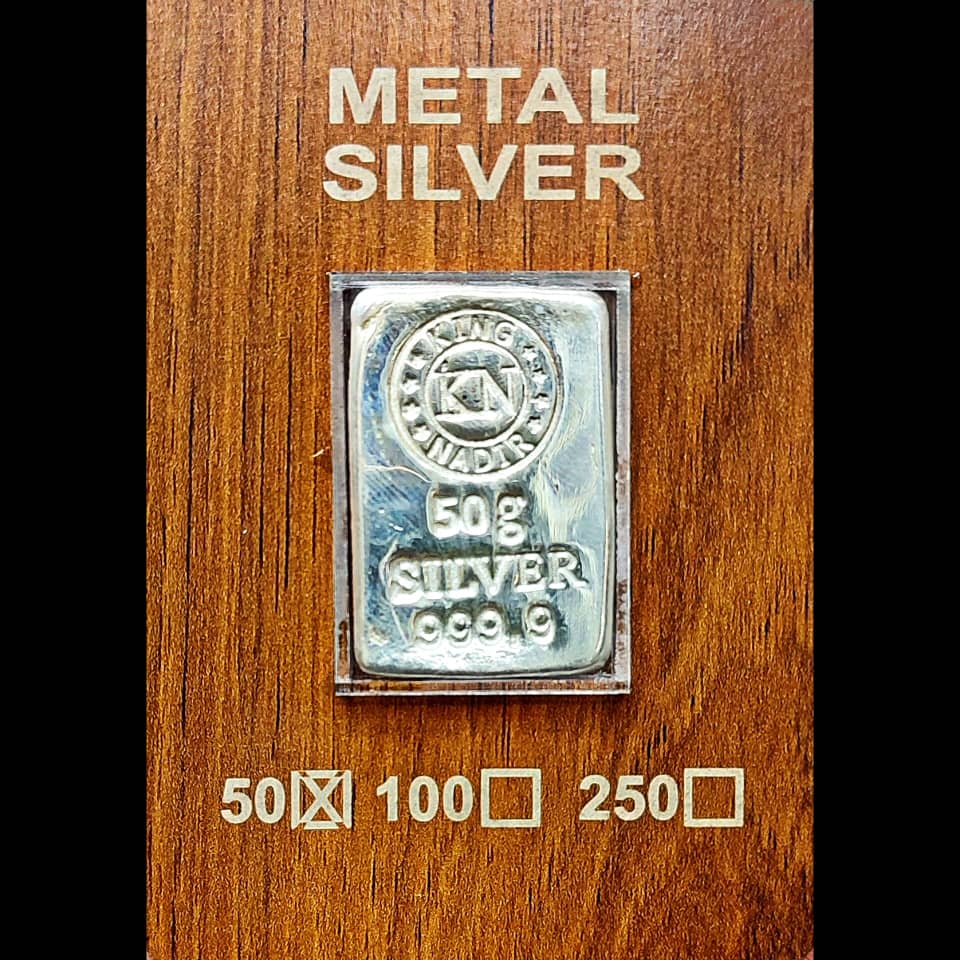 METAL
SILVER
KING
KN
NADIR
50g
SILVER
999.9
50☒ 100☐ 250☐